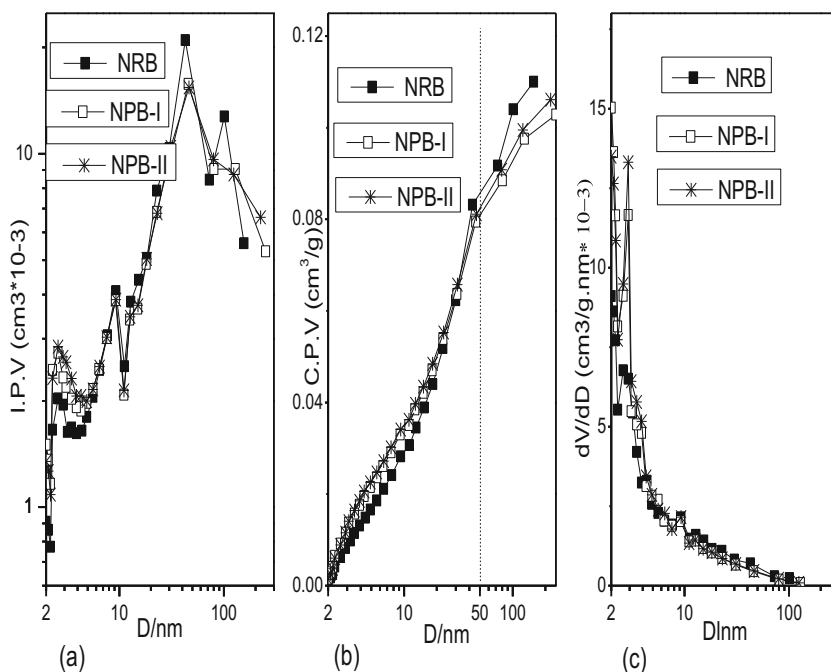 I.P.V (cm3*10-3)
10
1
NRB
NPB-I
NPB-II
2
10
100
D/nm
(a)
C.P.V (cm³/g)
0.12
0.08
0.04
0.00
NRB
NPB-I
NPB-II
2
10
50
100
D/nm
(b)
dV/dD (cm3/g.nm* 10-3)
15
10
5
0
NRB
NPB-I
NPB-II
2
10
100
DInm
(c)